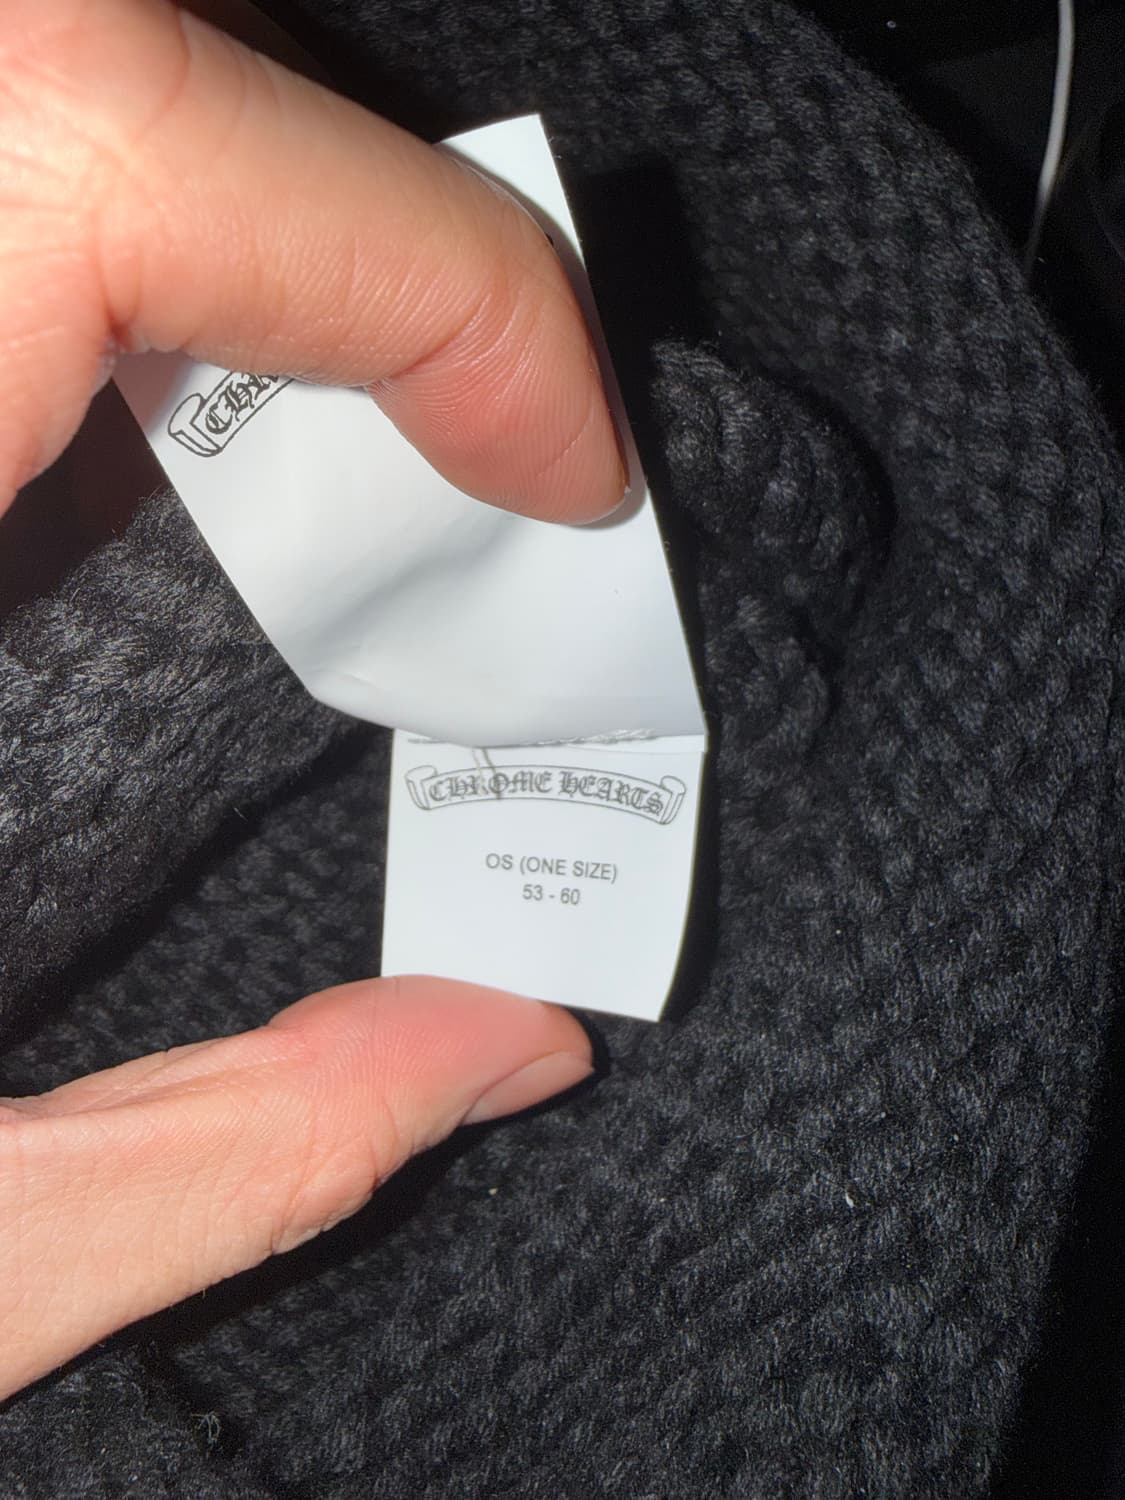 CHROME HEARTS
OS (ONE SIZE)
53 - 60